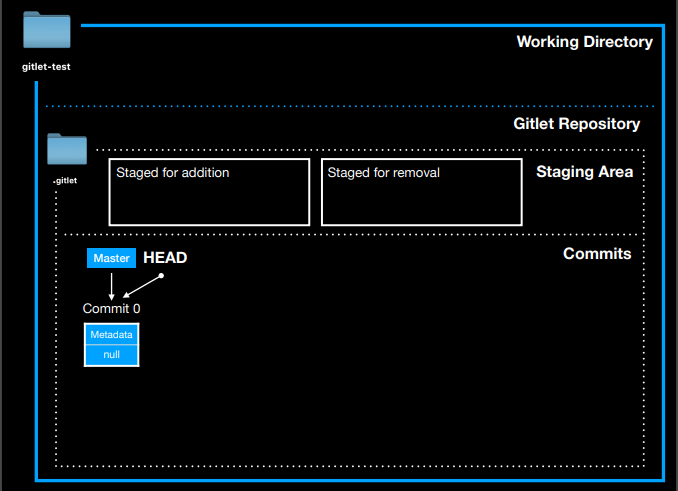 Working Directory
gitlet-test
Gitlet Repository
.gitlet
Staged for addition
Staged for removal
Staging Area
Master
HEAD
Commits
Commit 0
Metadata
null